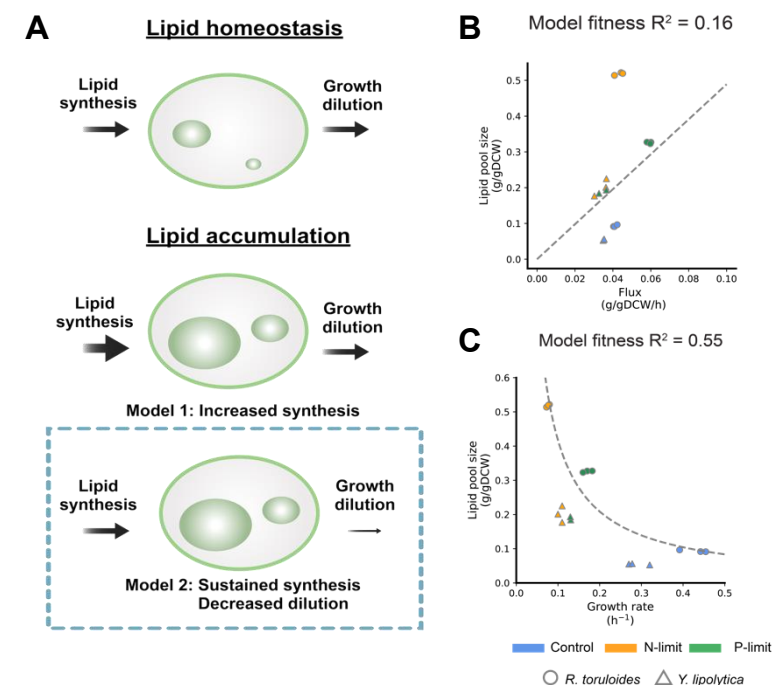 A
Lipid homeostasis
Lipid
synthesis
Growth
dilution
Lipid accumulation
Lipid
synthesis
Growth
dilution
Model 1: Increased synthesis
Lipid
synthesis
Growth
dilution
Model 2: Sustained synthesis
Decreased dilution
B
Model fitness R² = 0.16
Lipid pool size
(g/gDCW)
0.5
0.4
0.3
0.2
0.1
0.0
0.00 0.02 0.04 0.06 0.08 0.10
Flux
(g/gDCW/h)
C
Model fitness R² = 0.55
Lipid pool size
(g/gDCW)
0.6
0.5
0.4
0.3
0.2
0.1
0.0
0.0 0.1 0.2 0.3 0.4 0.5
Growth rate
(h⁻¹)
Control N-limit P-limit
R. toruloides Y. lipolytica